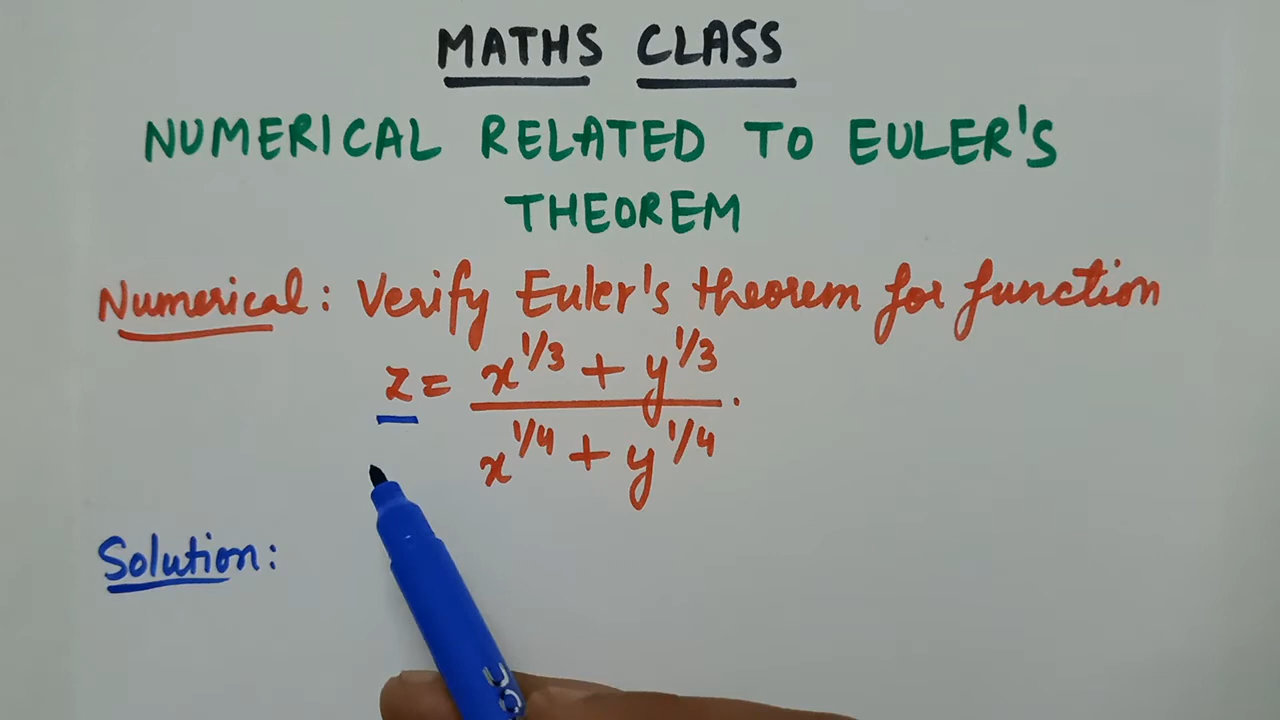 MATHS CLASS
NUMERICAL RELATED TO EULER'S
THEOREM
Numerical: Verify Euler's theorem for function
z = x^1/3 + y^1/3 / x^1/4 + y^1/4 .
Solution: